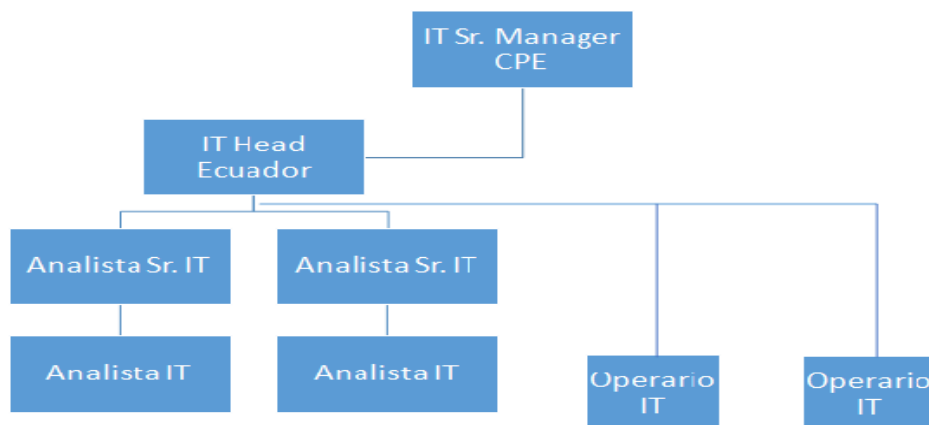 IT Sr. Manager
CPE
IT Head
Ecuador
Analista Sr. IT
Analista Sr. IT
Analista IT
Analista IT
Operario
IT
Operario
IT